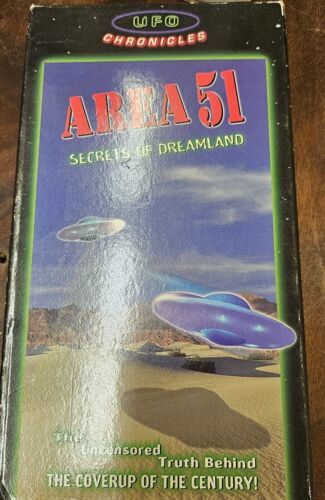 UFO
CHRONICLES
AREA 51
SECRETS OF DREAMLAND
The
Uncensored
Truth Behind
THE COVERUP OF THE CENTURY!